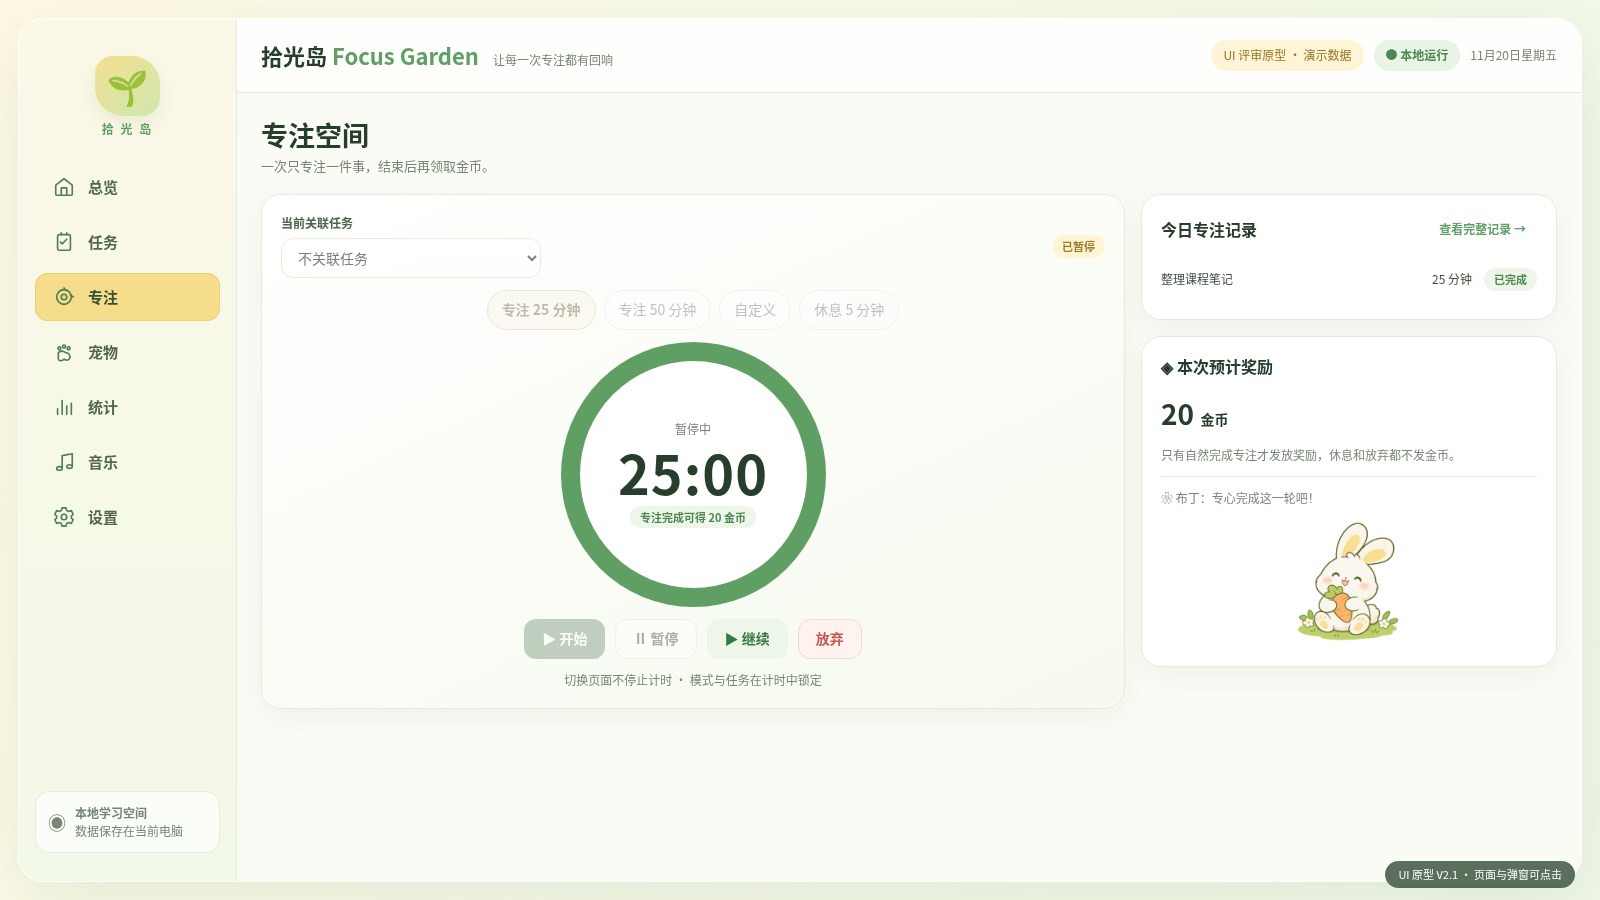 拾光岛
总览
任务
专注
宠物
统计
音乐
设置
本地学习空间
数据保存在当前电脑
拾光岛 Focus Garden 让每一次专注都有回响
UI 评审原型 · 演示数据
本地运行
11月20日星期五
专注空间
一次只专注一件事，结束后再领取金币。
当前关联任务
不关联任务
已暂停
专注 25 分钟
专注 50 分钟
自定义
休息 5 分钟
暂停中
25:00
专注完成可得 20 金币
▶ 开始
⏸ 暂停
▶ 继续
放弃
切换页面不停止计时 · 模式与任务在计时中锁定
今日专注记录
查看完整记录 →
整理课程笔记
25 分钟
已完成
◈ 本次预计奖励
20 金币
只有自然完成专注才发放奖励，休息和放弃都不发金币。
布丁：专心完成这一轮吧！
UI 原型 V2.1 · 页面与弹窗可点击